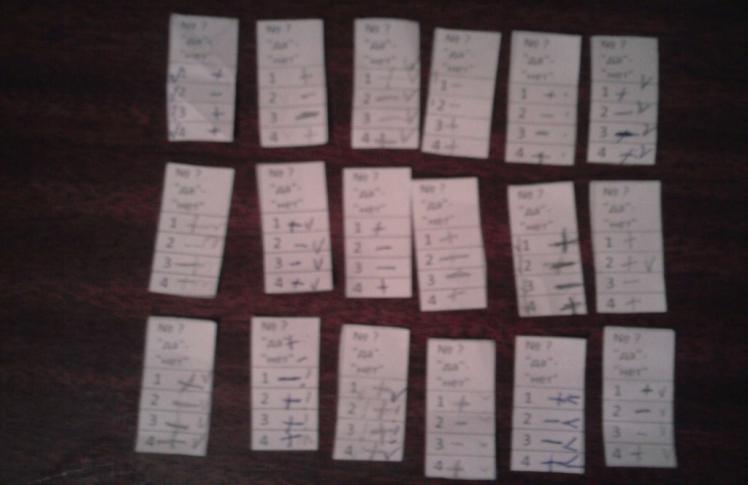 № ?
"да"-
"нет"
1 +
2 -
3 +
4 +
№ ?
"да"-
"нет"
1 +
2 -
3 -
4 +
№ ?
"да"-
"нет"
1
2 -
3 -
4 +
№ ?
"да"-
"нет"
1 -
2 -
3 +
4 +
№ ?
"да"-
"нет"
1 +
2 -
3 -
4 +
№ ?
"да"-
"нет"
1 +
2 -
3
4 +
№ ?
"да"-
"нет"
1 +
2
3
4
№ ?
"да"-
"нет"
1 +
2 -
3 -
4 +
№ ?
"да"-
"нет"
1 +
2 -
3 -
4 +
№ ?
"да"-
"нет"
1 +
2 -
3 -
4 +
№ ?
"да"-
"нет"
1 +
2 -
3 -
4 +
№ ?
"да"-
"нет"
1 +
2 +
3 -
4 +
№ ?
"да"-
"нет"
1 +
2 -
3 -
4 +
№ ?
"да" +
"нет" -
1 -
2 +
3 +
4 +
№ ?
"да"-
"нет"
1 +
2 +
3 +
4
№ ?
"да"-
"нет"
1 +
2 -
3 -
4 +
№ ?
"да"-
"нет"
1 +
2 -
3 -
4 +
№ ?
"да"-
"нет"
1 +
2 -
3 -
4 +